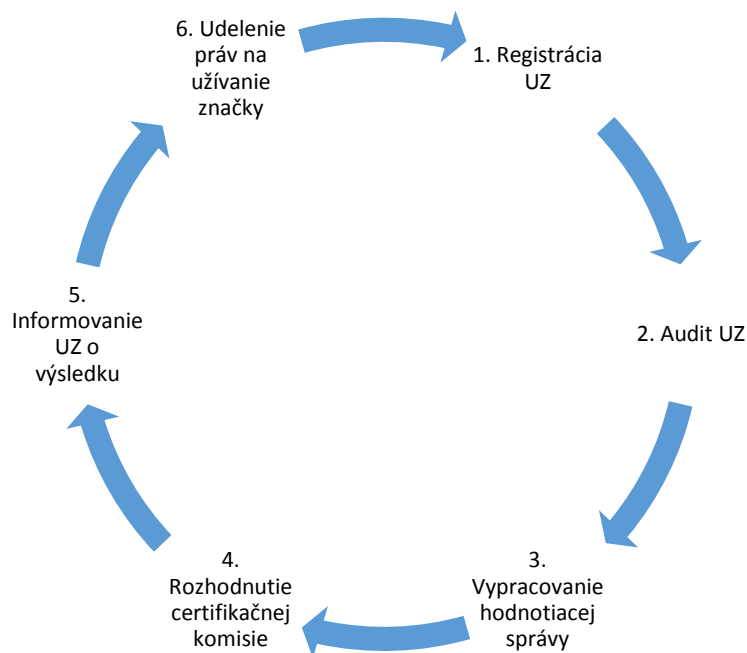 1. Registrácia
UZ
2. Audit UZ
3.
Vypracovanie
hodnotiacej
správy
4.
Rozhodnutie
certifikačnej
komisie
5.
Informovanie
UZ o
výsledku
6. Udelenie
práv na
užívanie
značky